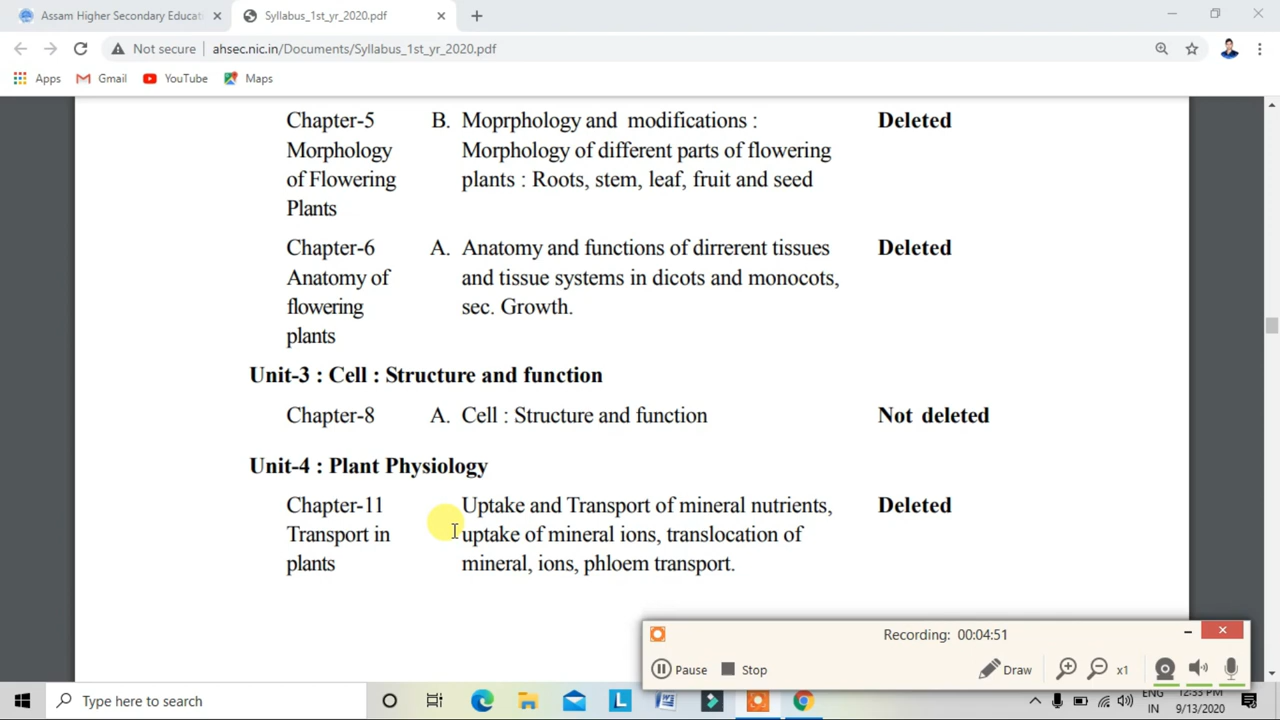 Assam Higher Secondary Educati
Syllabus_1st_yr_2020.pdf
Not secure
ahsec.nic.in/Documents/Syllabus_1st_yr_2020.pdf
Apps
Gmail
YouTube
Maps
Chapter-5 B. Moprphology and modifications : Deleted
Morphology Morphology of different parts of flowering
of Flowering plants : Roots, stem, leaf, fruit and seed
Plants
Chapter-6 A. Anatomy and functions of dirrerent tissues Deleted
Anatomy of and tissue systems in dicots and monocots,
flowering sec. Growth.
plants
Unit-3 : Cell : Structure and function
Chapter-8 A. Cell : Structure and function Not deleted
Unit-4 : Plant Physiology
Chapter-11 Uptake and Transport of mineral nutrients, Deleted
Transport in uptake of mineral ions, translocation of
plants mineral, ions, phloem transport.
Recording: 00:04:51
Pause Stop Draw x1
Type here to search
ENG 12:33 PM
IN 9/13/2020